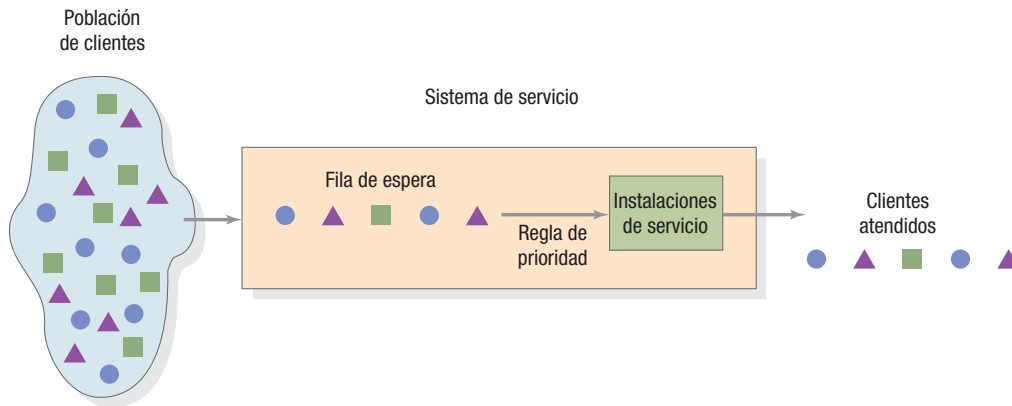 Población
de clientes
Sistema de servicio
Fila de espera
Regla de
prioridad
Instalaciones
de servicio
Clientes
atendidos